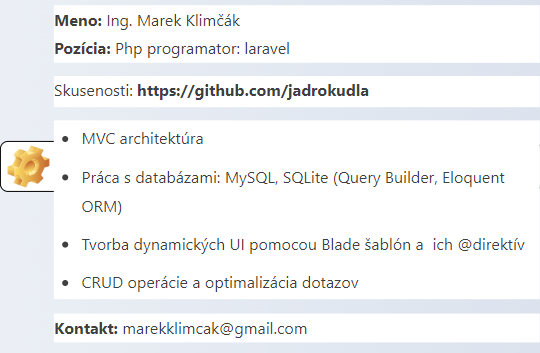 Meno: Ing. Marek Klimčák
Pozícia: Php programator: laravel
Skusenosti: https://github.com/jadrokudla
MVC architektúra
Práca s databázami: MySQL, SQLite (Query Builder, Eloquent
ORM)
Tvorba dynamických UI pomocou Blade šablón a  ich @direktív
CRUD operácie a optimalizácia dotazov
Kontakt: marekklimcak@gmail.com